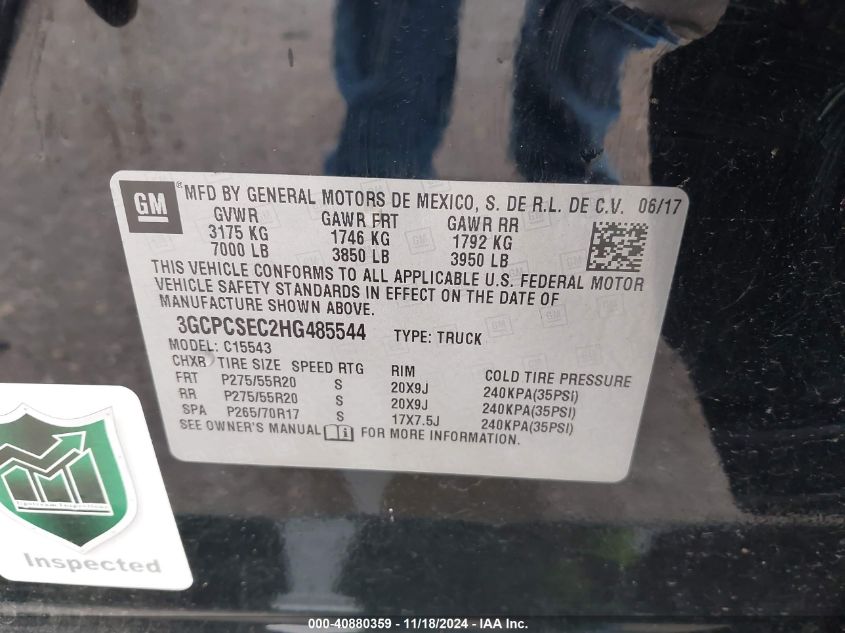 GM
® MFD BY GENERAL MOTORS DE MEXICO, S. DE R.L. DE C.V. 06/17
GVWR GAWR FRT GAWR RR
3175 KG 1746 KG 1792 KG
7000 LB 3850 LB 3950 LB
THIS VEHICLE CONFORMS TO ALL APPLICABLE U.S. FEDERAL MOTOR
VEHICLE SAFETY STANDARDS IN EFFECT ON THE DATE OF
MANUFACTURE SHOWN ABOVE.
3GCPCSEC2HG485544 TYPE: TRUCK
MODEL: C15543
CHXR TIRE SIZE SPEED RTG RIM COLD TIRE PRESSURE
FRT P275/55R20 S 20X9J 240KPA(35PSI)
RR P275/55R20 S 20X9J 240KPA(35PSI)
SPA P265/70R17 S 17X7.5J 240KPA(35PSI)
SEE OWNER'S MANUAL FOR MORE INFORMATION.
Inspected
000-40880359 - 11/18/2024 - IAA Inc.